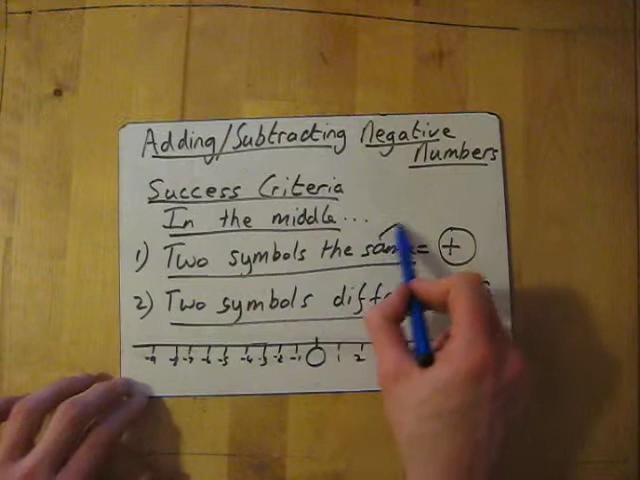 Adding/Subtracting Negative
Numbers
Success Criteria
In the middle...
1) Two symbols the same = +
2) Two symbols diff
-1 0 1 2